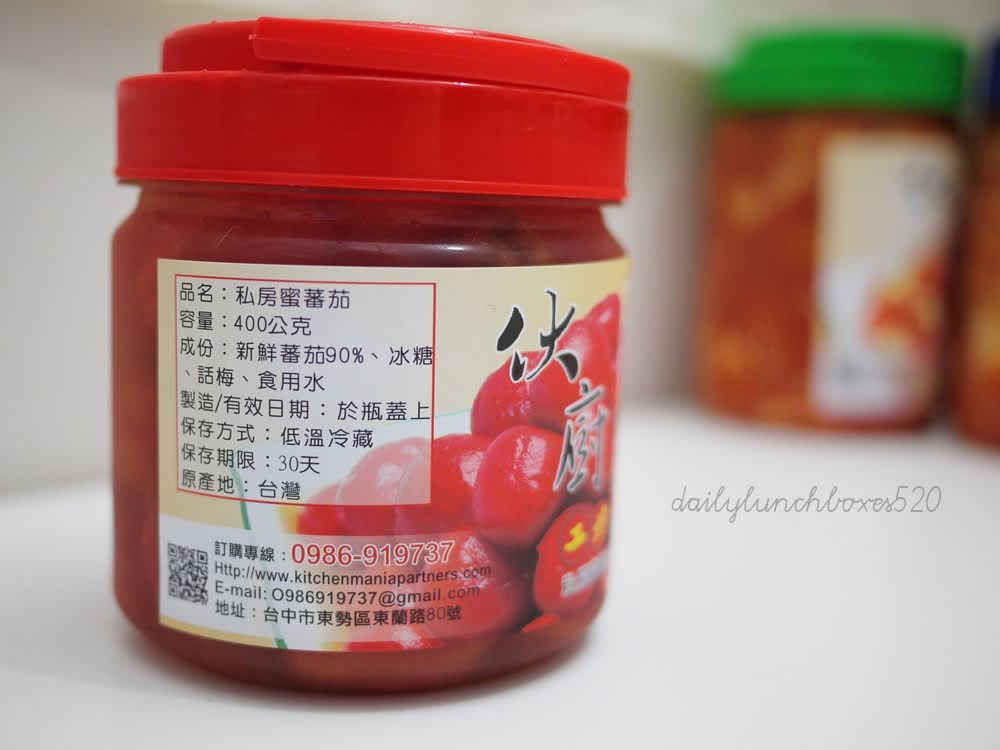 品名：私房蜜蕃茄
容量：400公克
成份：新鮮蕃茄90%、冰糖
、話梅、食用水
製造/有效日期：於瓶蓋上
保存方式：低溫冷藏
保存期限：30天
原產地：台灣
訂購專線：0986-919737
Http://www.kitchenmaniapartners.com
E-mail: O986919737@gmail.com
地址：台中市東勢區東蘭路80號
伙
廚
dailylunchboxes520